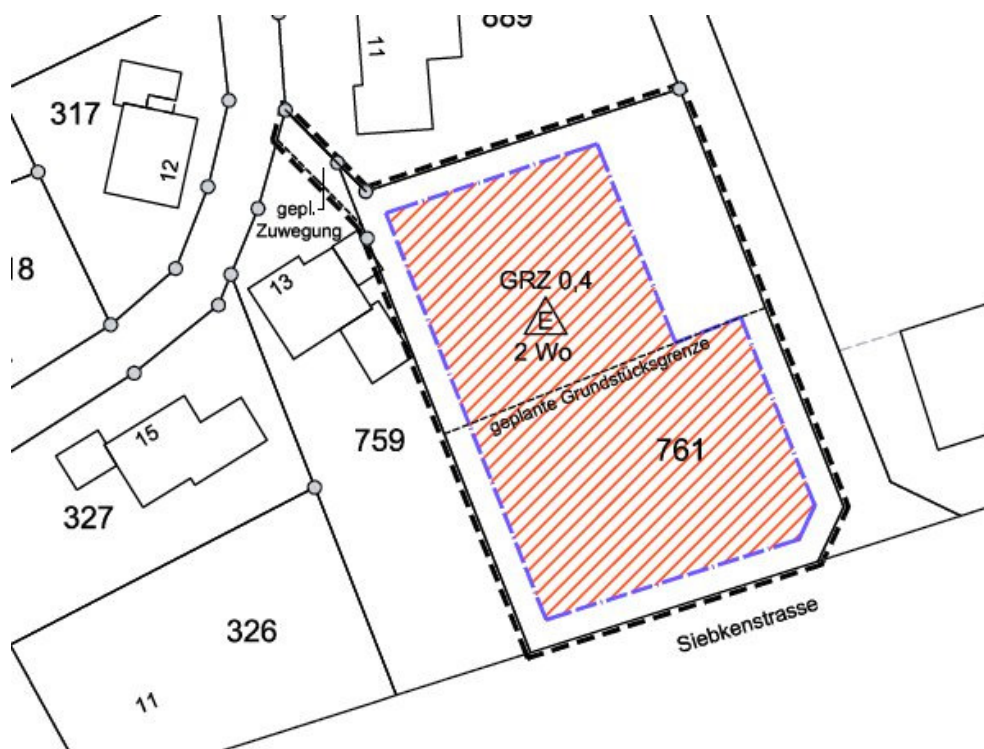 889
11
317
12
gepl.
Zuwegung
18
13
GRZ 0,4
E
2 Wo
geplante Grundstücksgrenze
15
759
761
327
326
Siebkenstrasse
11